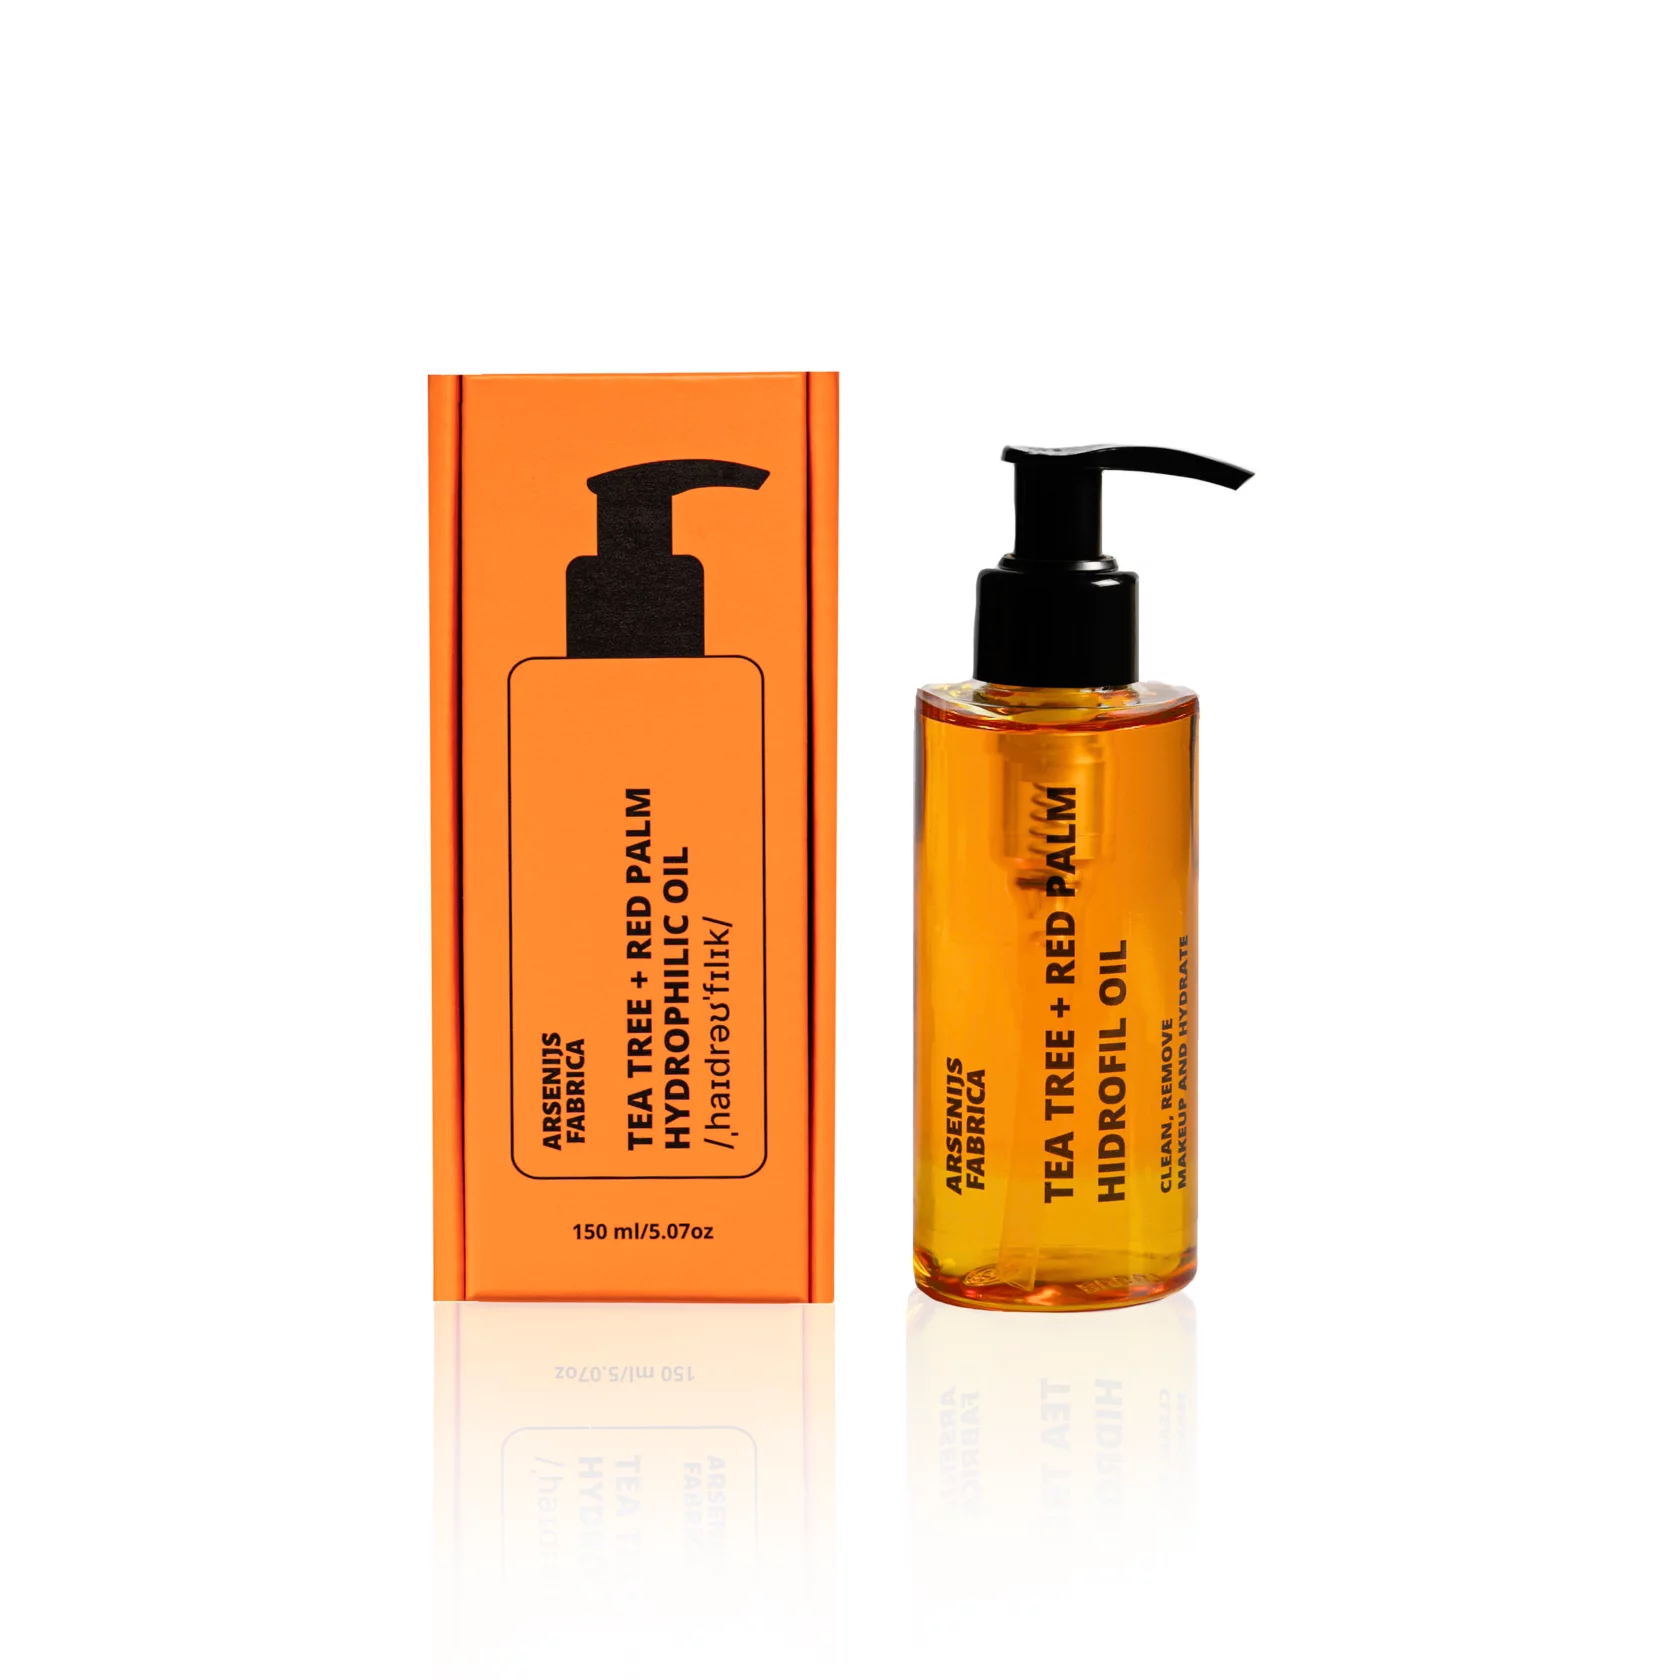 ARSENIJS
FABRICA
TEA TREE + RED PALM
HYDROPHILIC OIL
/ˌhaɪdrəʊˈfɪlɪk/
150 ml/5.07oz
ARSENIJS
FABRICA
TEA TREE + RED PALM
HIDROFIL OIL
CLEAN, REMOVE
MAKEUP AND HYDRATE